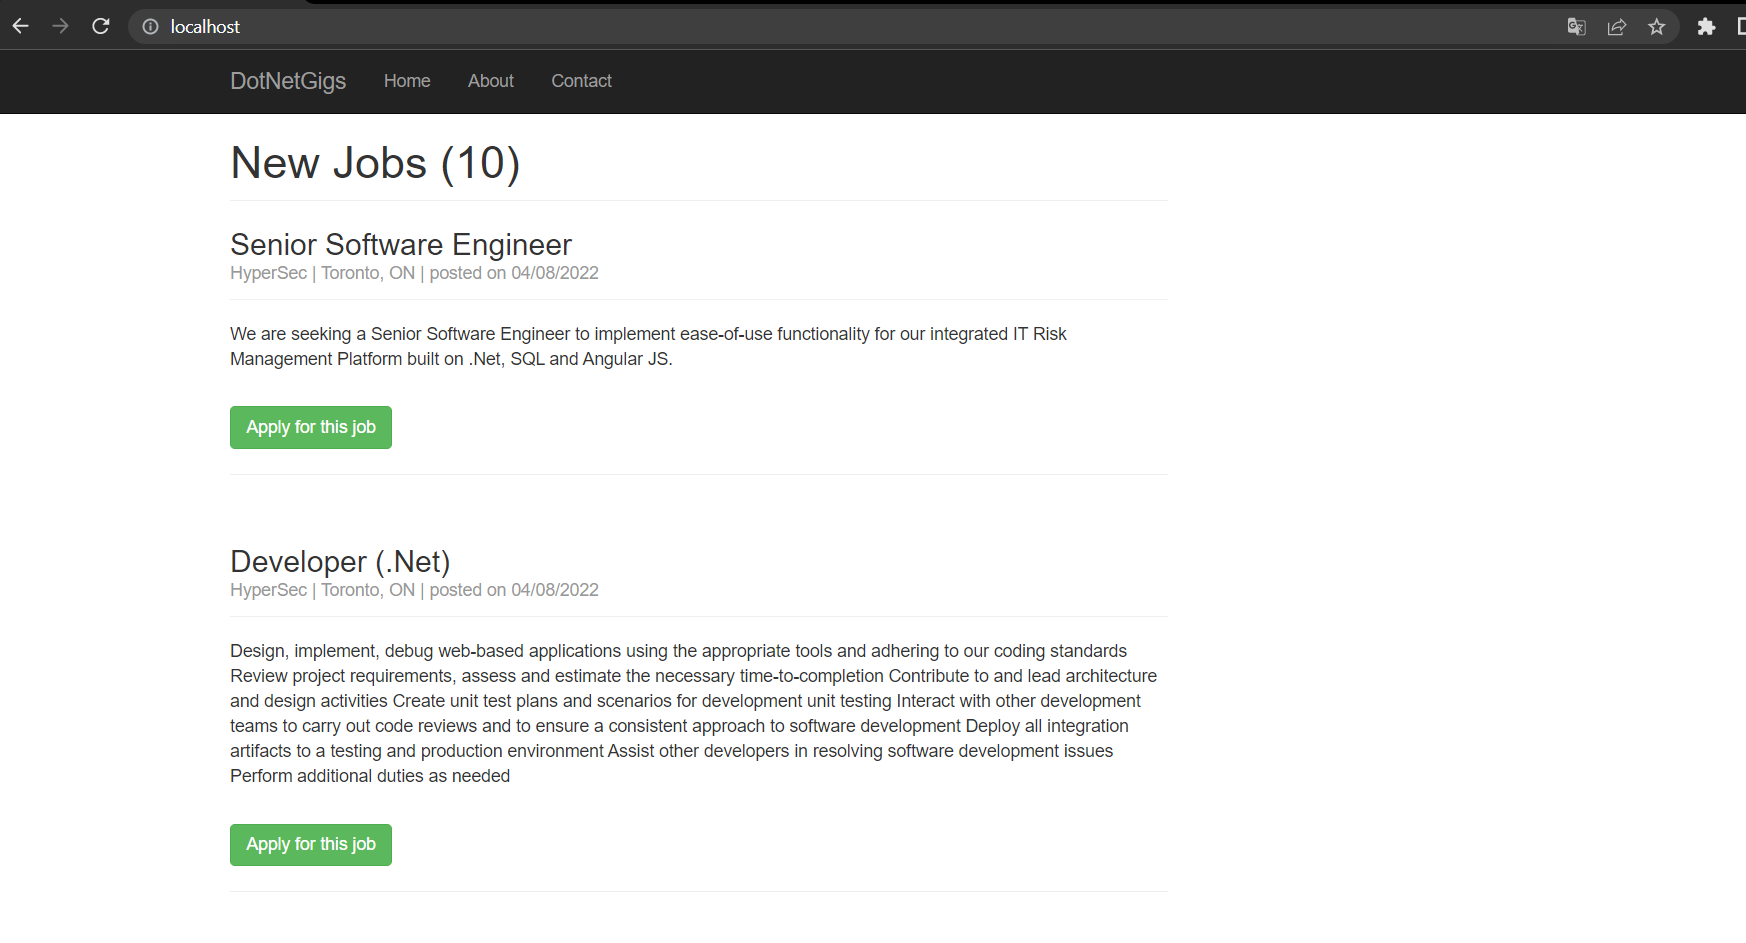 localhost
DotNetGigs Home About Contact
New Jobs (10)
Senior Software Engineer
HyperSec | Toronto, ON | posted on 04/08/2022
We are seeking a Senior Software Engineer to implement ease-of-use functionality for our integrated IT Risk
Management Platform built on .Net, SQL and Angular JS.
Apply for this job
Developer (.Net)
HyperSec | Toronto, ON | posted on 04/08/2022
Design, implement, debug web-based applications using the appropriate tools and adhering to our coding standards
Review project requirements, assess and estimate the necessary time-to-completion Contribute to and lead architecture
and design activities Create unit test plans and scenarios for development unit testing Interact with other development
teams to carry out code reviews and to ensure a consistent approach to software development Deploy all integration
artifacts to a testing and production environment Assist other developers in resolving software development issues
Perform additional duties as needed
Apply for this job